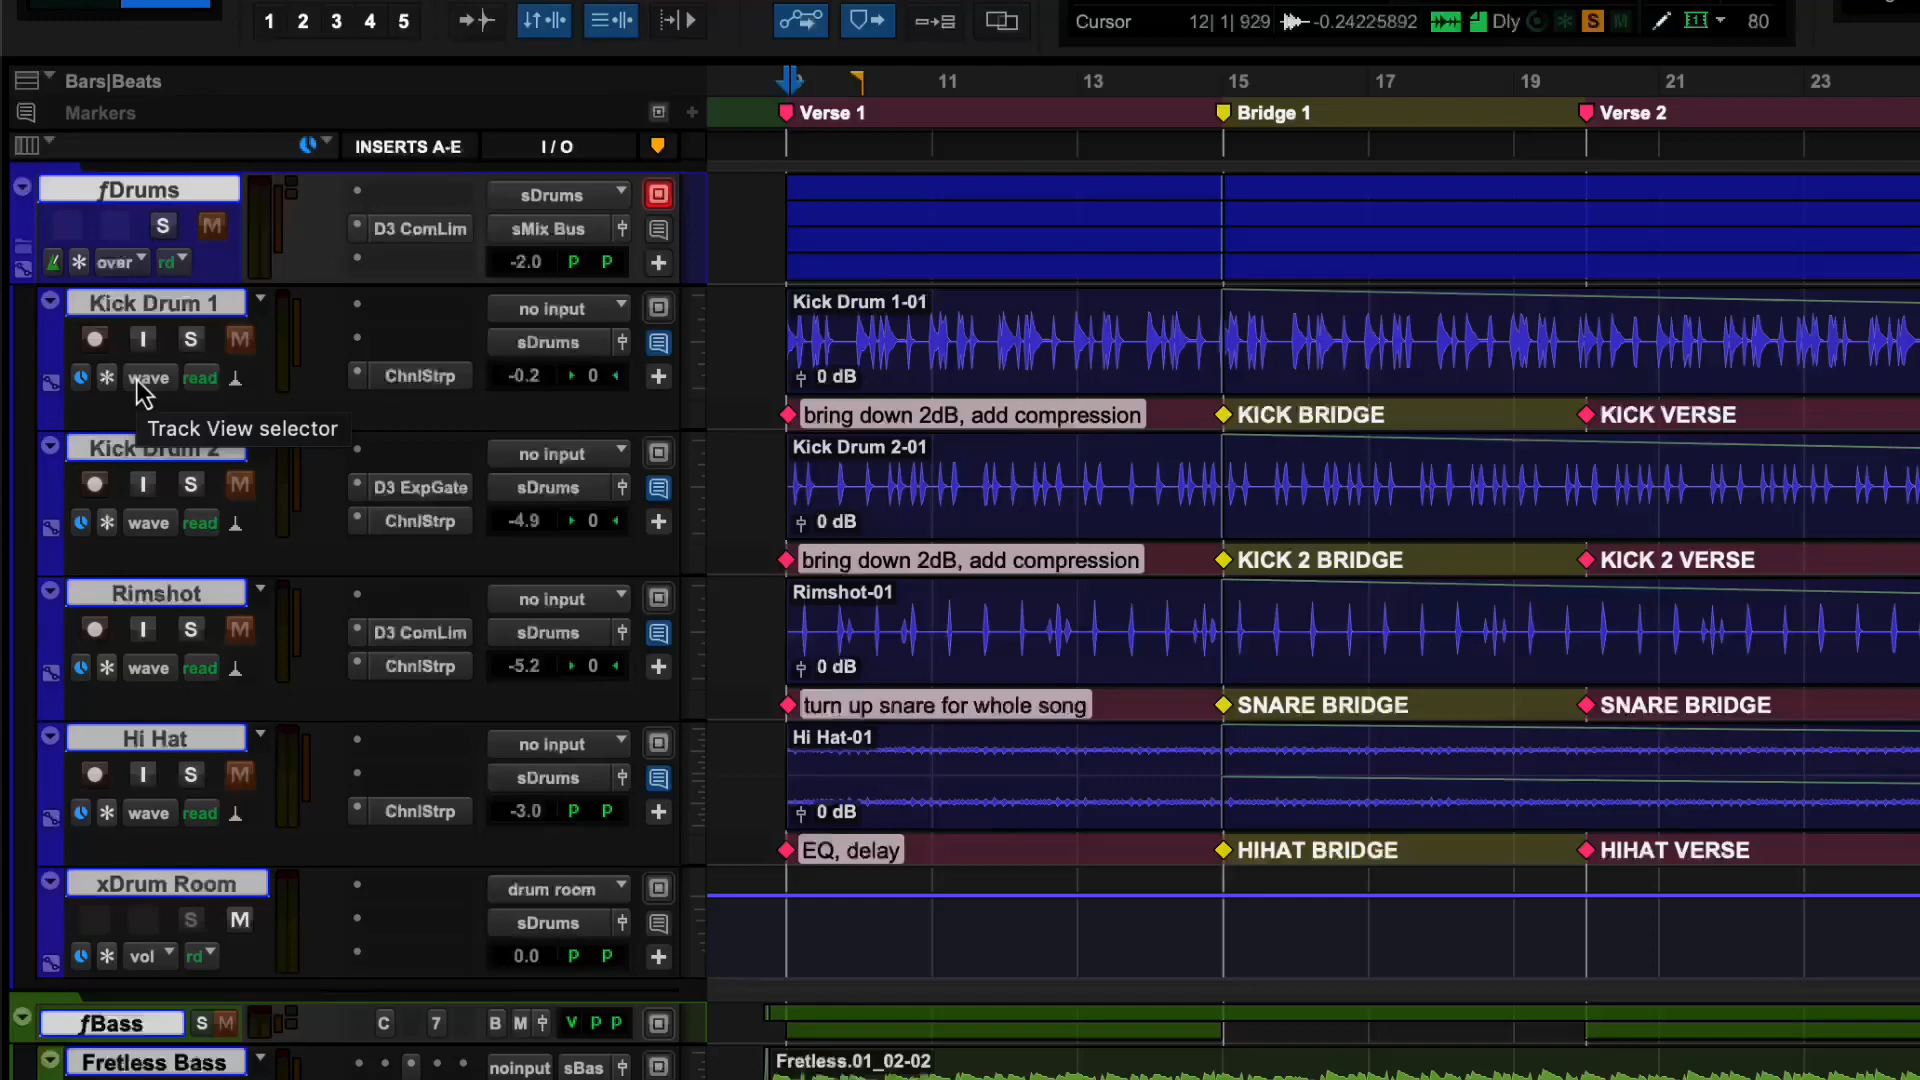 1 2 3 4 5
Cursor 12| 1| 929 -0.24225892 Dly S M 80
Bars|Beats
11 13 15 17 19 21 23
Markers
Verse 1 Bridge 1 Verse 2
INSERTS A-E I / O
ƒDrums
sDrums
S M
D3 ComLim sMix Bus
over rd
-2.0 P P
Kick Drum 1
no input
Kick Drum 1-01
I S M
sDrums
wave read
ChnlStrp -0.2 0
0 dB
Track View selector
bring down 2dB, add compression KICK BRIDGE KICK VERSE
Kick Drum 2
no input
Kick Drum 2-01
I S M
D3 ExpGate sDrums
wave read
ChnlStrp -4.9 0
0 dB
bring down 2dB, add compression KICK 2 BRIDGE KICK 2 VERSE
Rimshot
no input
Rimshot-01
I S M
D3 ComLim sDrums
wave read
ChnlStrp -5.2 0
0 dB
turn up snare for whole song SNARE BRIDGE SNARE BRIDGE
Hi Hat
no input
Hi Hat-01
I S M
sDrums
wave read
ChnlStrp -3.0 P P
0 dB
EQ, delay HIHAT BRIDGE HIHAT VERSE
xDrum Room
drum room
S M
sDrums
vol rd
0.0 P P
ƒBass S M C 7 B M V P P
Fretless Bass noinput sBas
Fretless.01_02-02